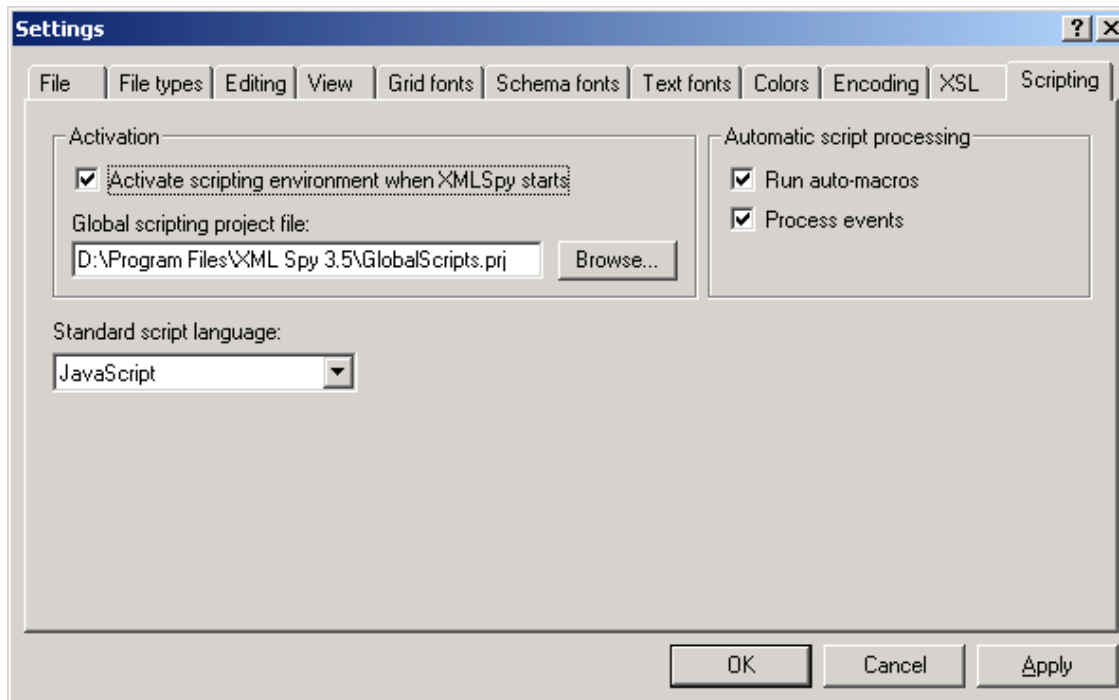 Settings
File File types Editing View Grid fonts Schema fonts Text fonts Colors Encoding XSL Scripting
Activation
Activate scripting environment when XMLSpy starts
Global scripting project file:
D:\Program Files\XML Spy 3.5\GlobalScripts.prj Browse...
Automatic script processing
Run auto-macros
Process events
Standard script language:
JavaScript
OK Cancel Apply